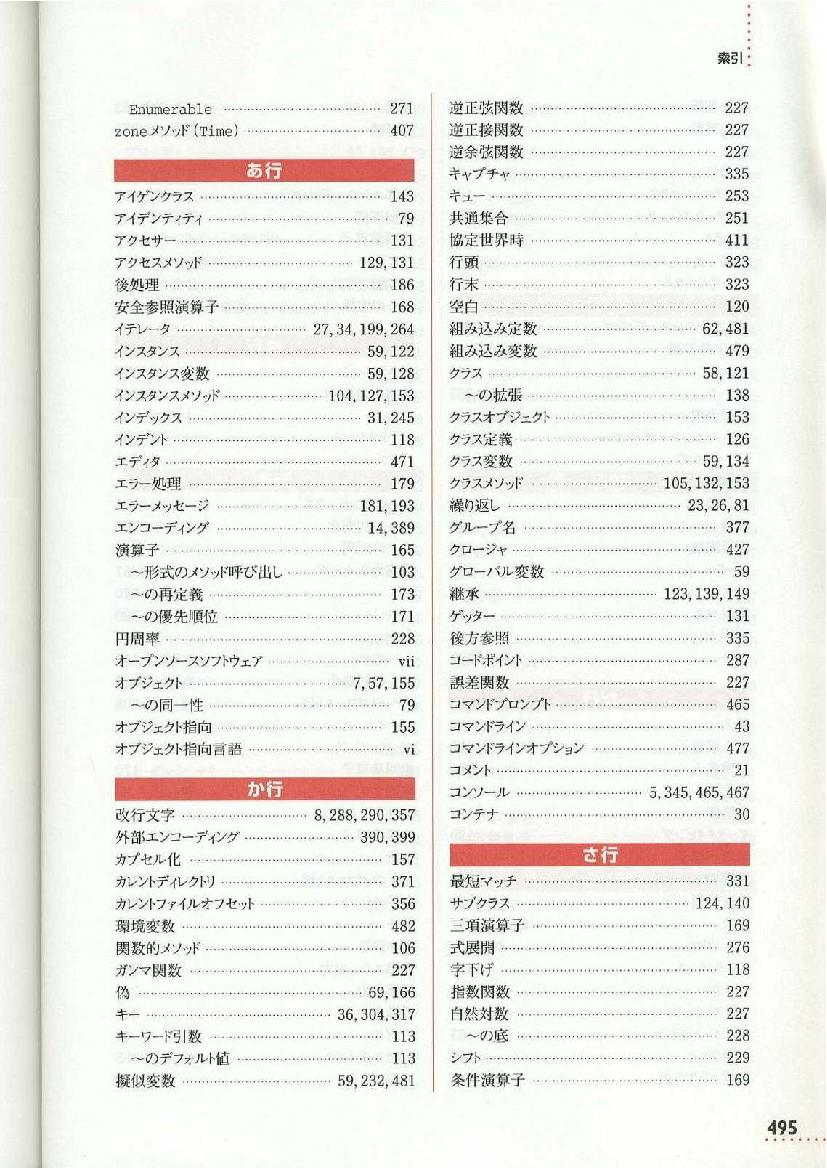 索引
Enumerable 271
zoneメソッド(Time) 407
あ行
アイゲンクラス 143
アイデンティティ 79
アクセサー 131
アクセスメソッド 129,131
後処理 186
安全参照演算子 168
イテレータ 27,34,199,264
インスタンス 59,122
インスタンス変数 59,128
インスタンスメソッド 104,127,153
インデックス 31,245
インデント 118
エディタ 471
エラー処理 179
エラーメッセージ 181,193
エンコーディング 14,389
演算子 165
〜形式のメソッド呼び出し 103
〜の再定義 173
〜の優先順位 171
円周率 228
オープンソースソフトウェア vii
オブジェクト 7,57,155
〜の同一性 79
オブジェクト指向 155
オブジェクト指向言語 vi
か行
改行文字 8,288,290,357
外部エンコーディング 390,399
カプセル化 157
カレントディレクトリ 371
カレントファイルオフセット 356
環境変数 482
関数的メソッド 106
ガンマ関数 227
偽 69,166
キー 36,304,317
キーワード引数 113
〜のデフォルト値 113
擬似変数 59,232,481
逆正弦関数 227
逆正接関数 227
逆余弦関数 227
キャプチャ 335
キュー 253
共通集合 251
協定世界時 411
行頭 323
行末 323
空白 120
組み込み定数 62,481
組み込み変数 479
クラス 58,121
〜の拡張 138
クラスオブジェクト 153
クラス定義 126
クラス変数 59,134
クラスメソッド 105,132,153
繰り返し 23,26,81
グループ名 377
クロージャ 427
グローバル変数 59
継承 123,139,149
ゲッター 131
後方参照 335
コードポイント 287
誤差関数 227
コマンドプロンプト 465
コマンドライン 43
コマンドラインオプション 477
コメント 21
コンソール 5,345,465,467
コンテナ 30
さ行
最短マッチ 331
サブクラス 124,140
三項演算子 169
式展開 276
字下げ 118
指数関数 227
自然対数 227
〜の底 228
シフト 229
条件演算子 169
495